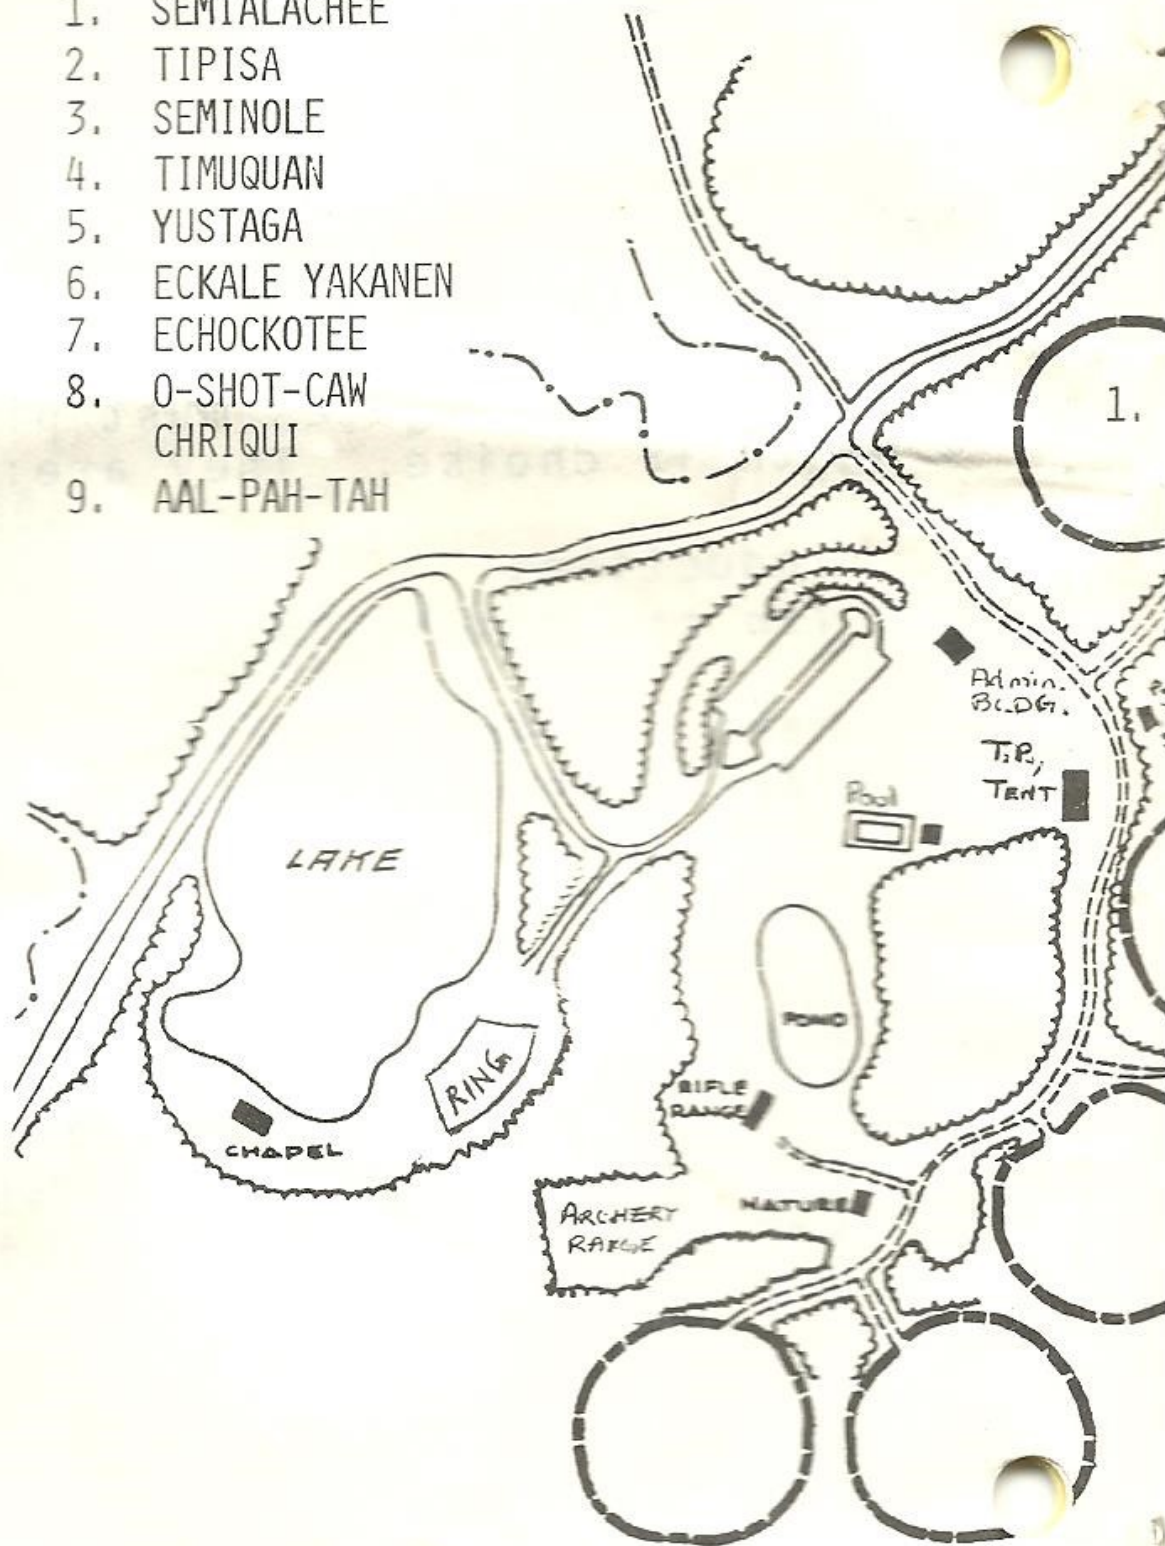 1. SEMIALACHEE
2. TIPISA
3. SEMINOLE
4. TIMUQUAN
5. YUSTAGA
6. ECKALE YAKANEN
7. ECHOCKOTEE
8. O-SHOT-CAW
CHRIQUI
9. AAL-PAH-TAH
1.
Admin.
BLDG.
T.P.,
TENT
Pool
LAKE
POND
RING
RIFLE
RANGE
CHAPEL
NATURE
ARCHERY
RANGE